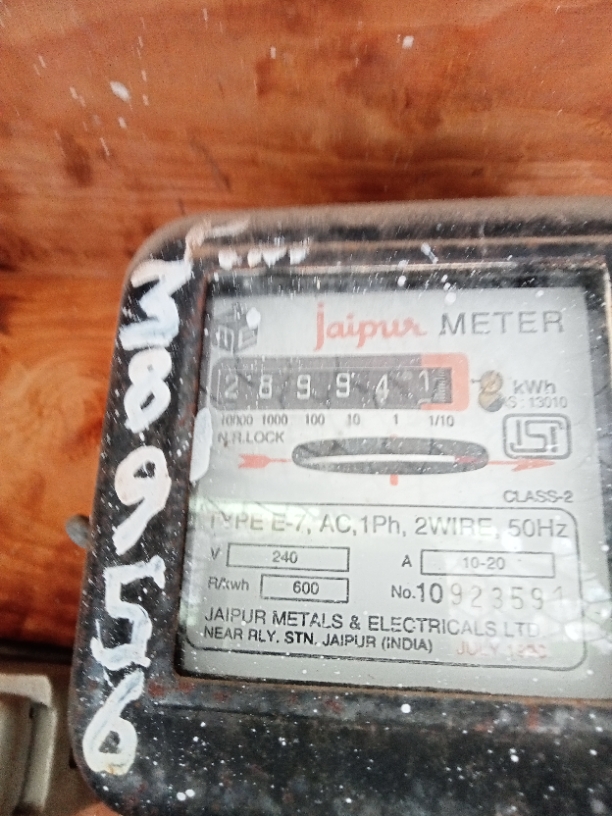 38956
Jaipur METER
2 8 9 9 4 1
kWh
10000 1000 100 10 1 1/10
IS : 13010
N.R.LOCK
ISI
CLASS-2
TYPE E-7, AC,1Ph, 2WIRE, 50Hz
V 240 A 10-20
R/kwh 600 No.10923591
JAIPUR METALS & ELECTRICALS LTD.
NEAR RLY. STN. JAIPUR (INDIA) JULY